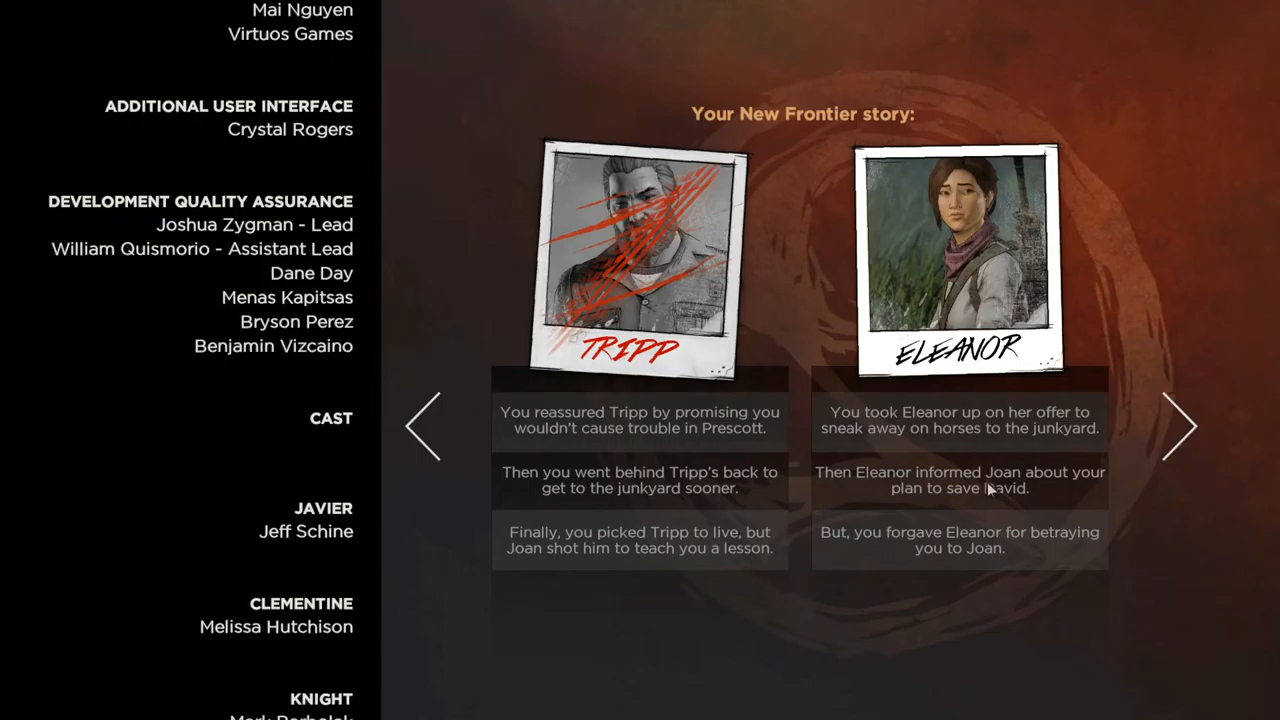 Mai Nguyen
Virtuos Games
ADDITIONAL USER INTERFACE
Crystal Rogers
DEVELOPMENT QUALITY ASSURANCE
Joshua Zygman - Lead
William Quismorio - Assistant Lead
Dane Day
Menas Kapitsas
Bryson Perez
Benjamin Vizcaino
CAST
JAVIER
Jeff Schine
CLEMENTINE
Melissa Hutchison
KNIGHT
Your New Frontier story:
TRIPP
You reassured Tripp by promising you
wouldn't cause trouble in Prescott.
Then you went behind Tripp's back to
get to the junkyard sooner.
Finally, you picked Tripp to live, but
Joan shot him to teach you a lesson.
ELEANOR
You took Eleanor up on her offer to
sneak away on horses to the junkyard.
Then Eleanor informed Joan about your
plan to save David.
But, you forgave Eleanor for betraying
you to Joan.